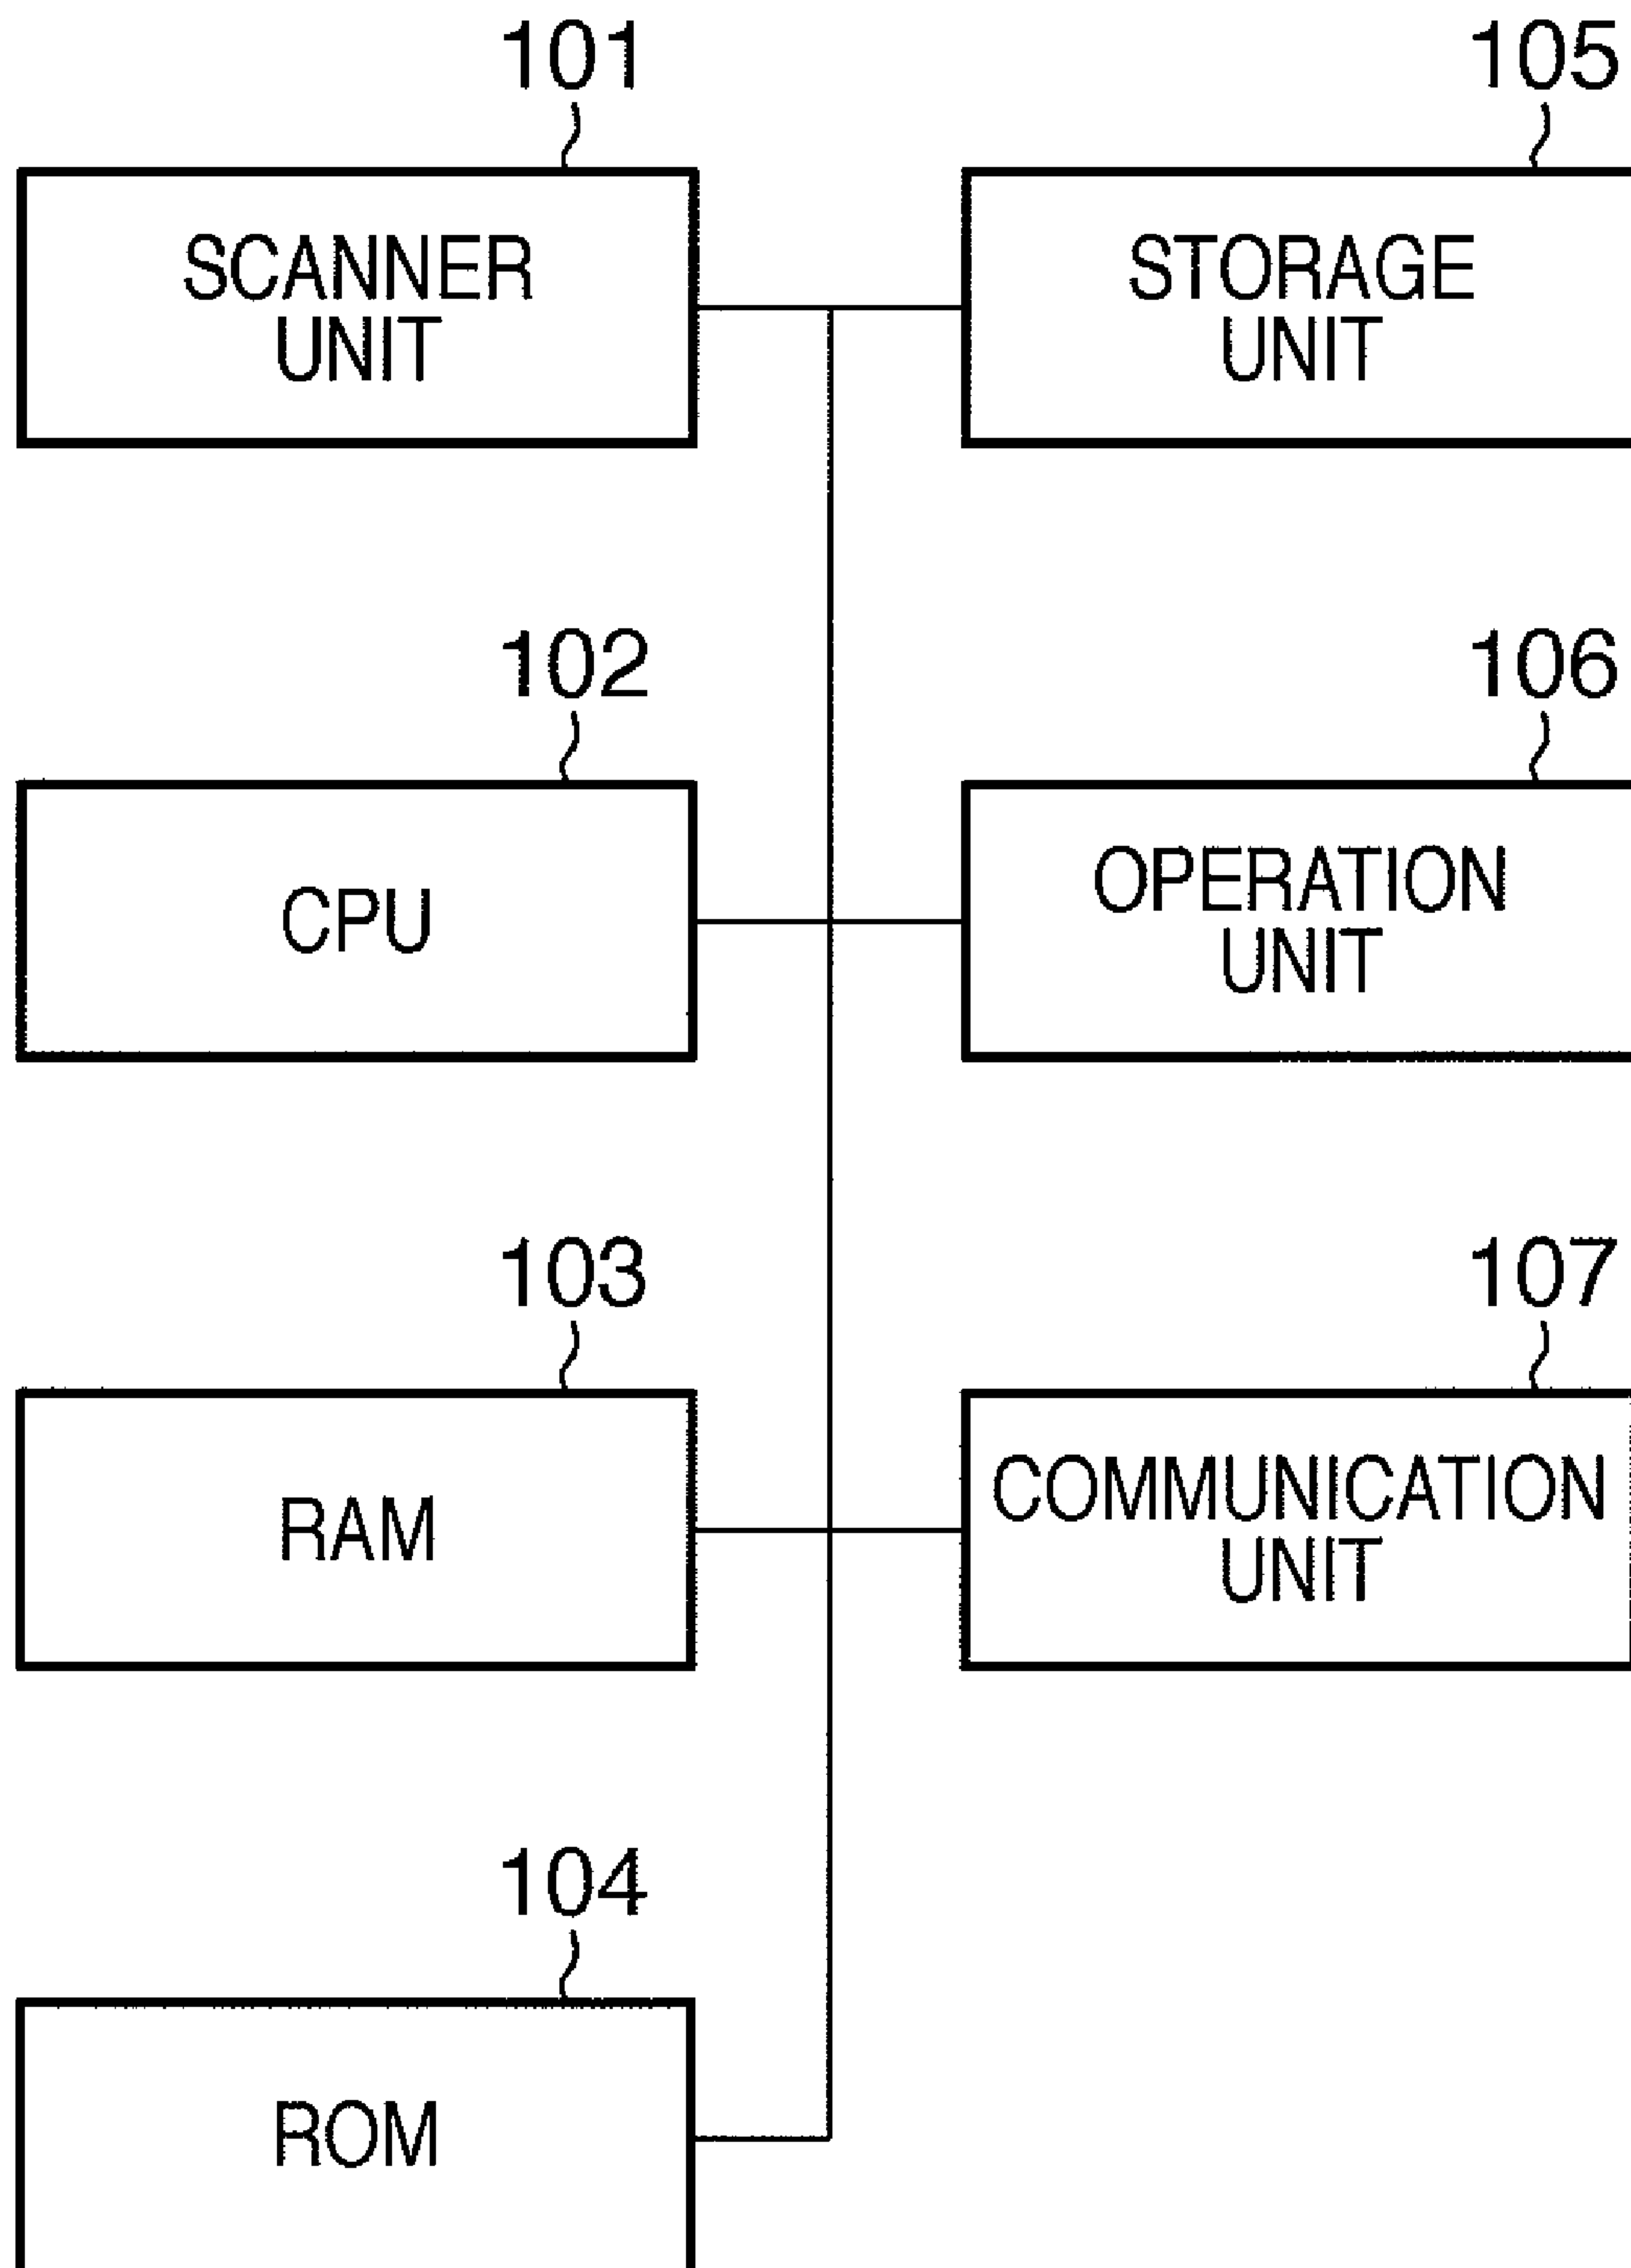 101
SCANNER
UNIT
105
STORAGE
UNIT
102
CPU
106
OPERATION
UNIT
103
RAM
107
COMMUNICATION
UNIT
104
ROM